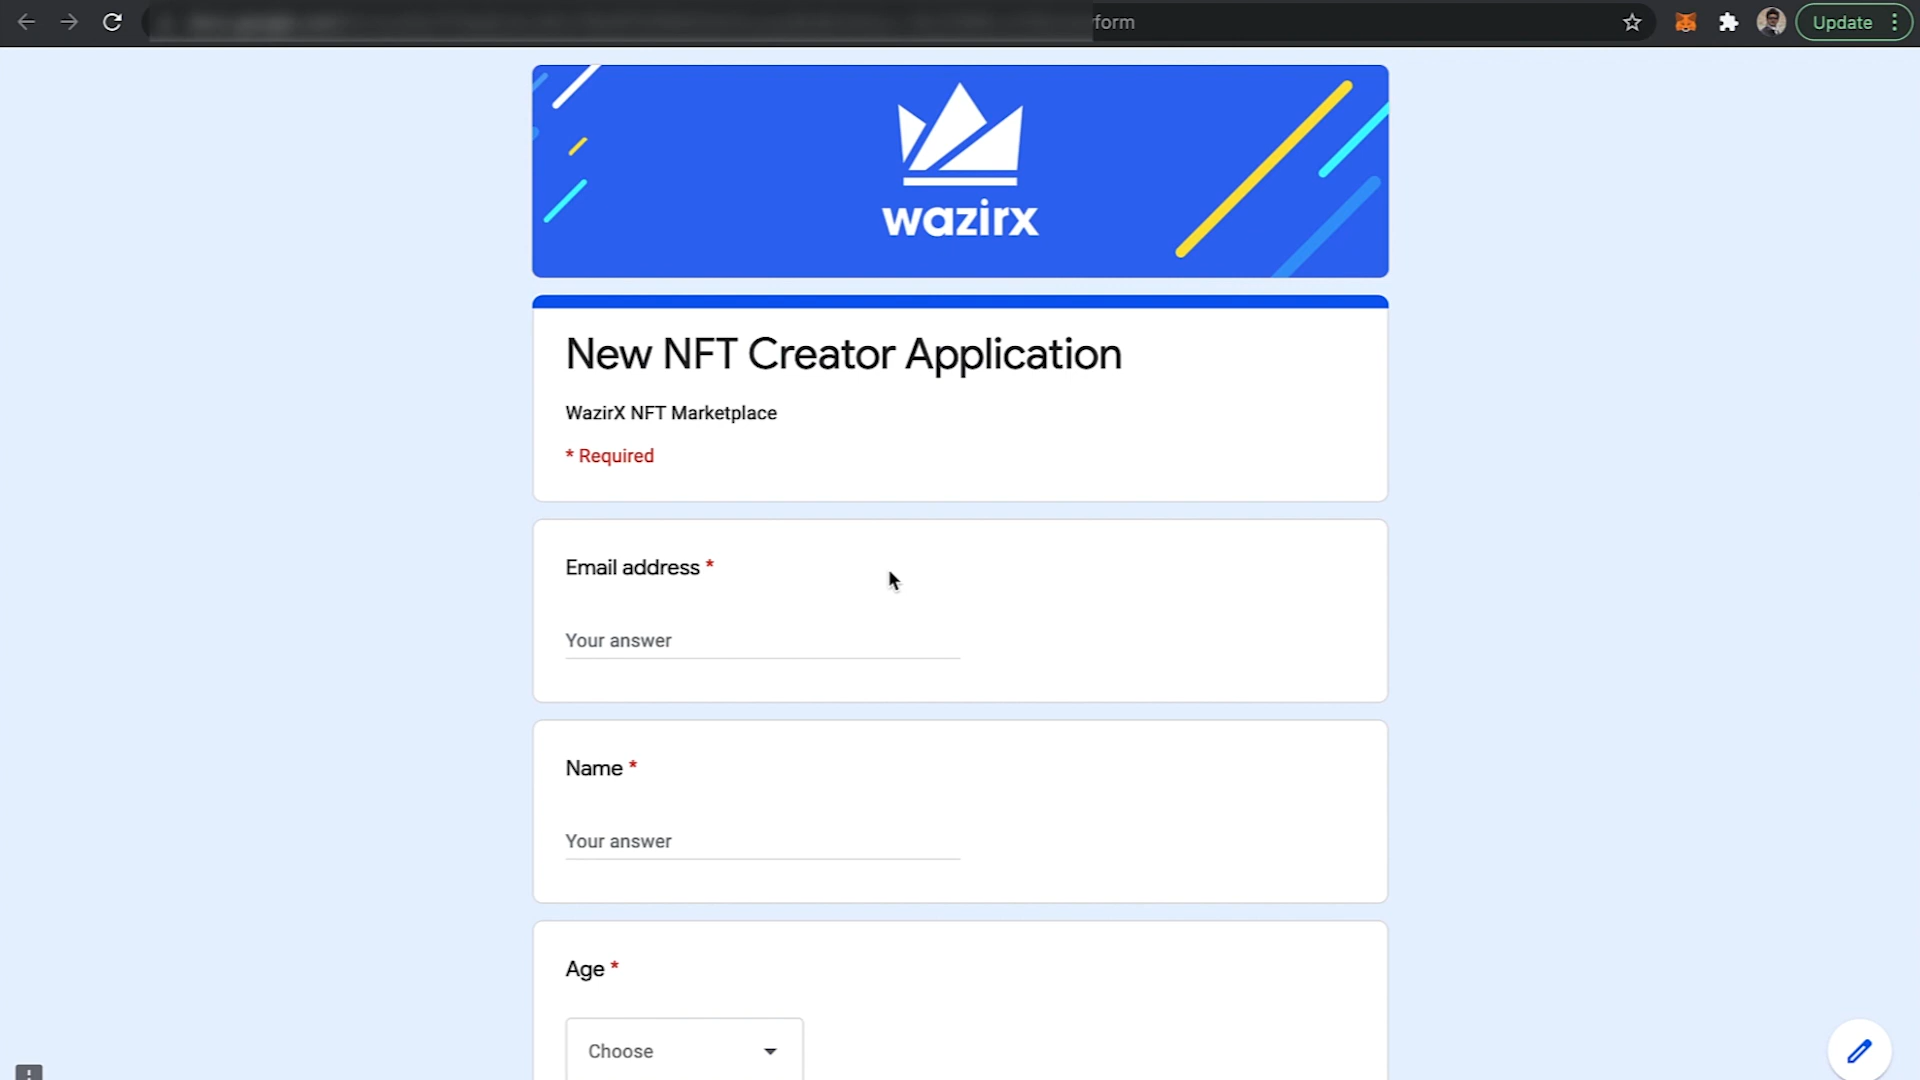 form
Update
wazirx
New NFT Creator Application
WazirX NFT Marketplace
* Required
Email address *
Your answer
Name *
Your answer
Age *
Choose